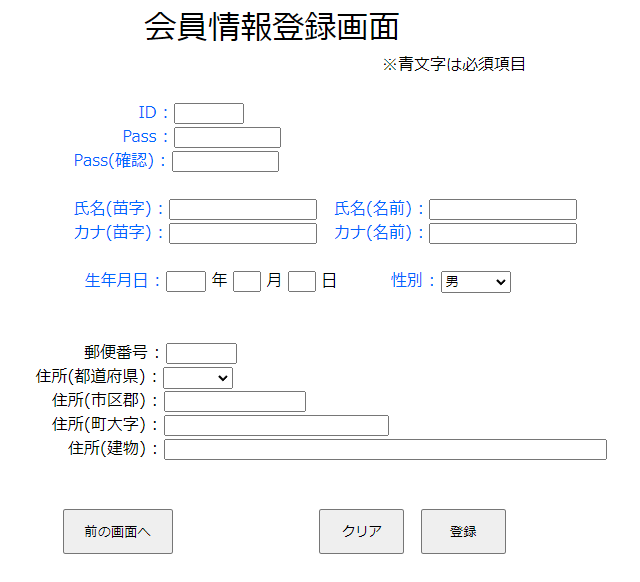 会員情報登録画面
※青文字は必須項目
ID：
Pass：
Pass(確認)：
氏名(苗字)： 氏名(名前)：
カナ(苗字)： カナ(名前)：
生年月日： 年 月 日 性別： 男
郵便番号：
住所(都道府県)：
住所(市区郡)：
住所(町大字)：
住所(建物)：
前の画面へ クリア 登録